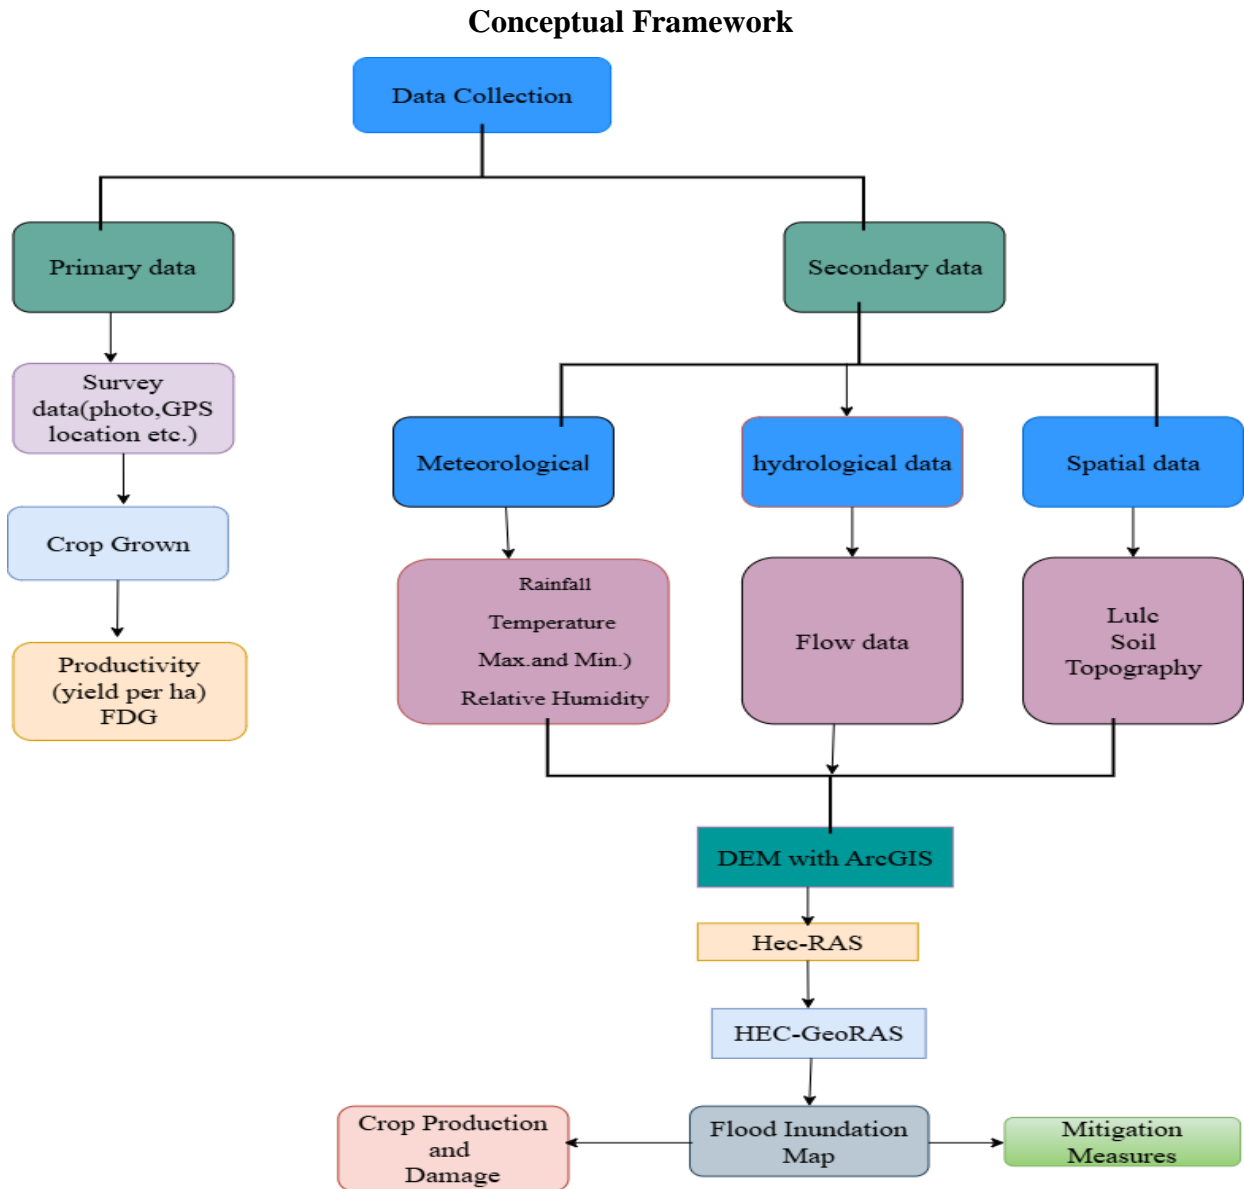 Conceptual Framework
Data Collection
Primary data
Secondary data
Survey
data(photo,GPS
location etc.)
Meteorological
hydrological data
Spatial data
Crop Grown
Rainfall
Temperature
Max.and Min.)
Relative Humidity
Flow data
Lulc
Soil
Topography
Productivity
(yield per ha)
FDG
DEM with ArcGIS
Hec-RAS
HEC-GeoRAS
Crop Production
and
Damage
Flood Inundation
Map
Mitigation
Measures